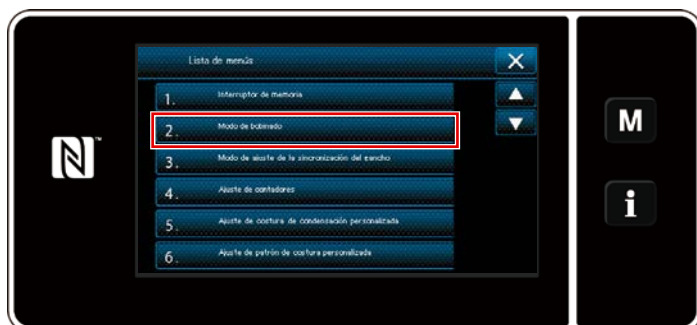 Lista de menús
1. Interruptor de memoria
2. Modo de bobinado
3. Modo de ajuste de la sincronización del gancho
4. Ajuste de contadores
5. Ajuste de costura de condensación personalizada
6. Ajuste de patrón de costura personalizada
M
i